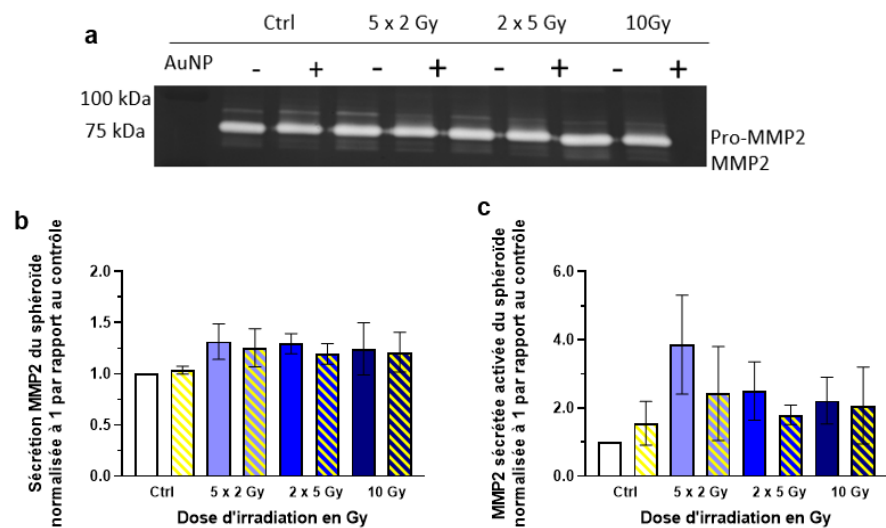 a
Ctrl 5 x 2 Gy 2 x 5 Gy 10Gy
AuNP - + - + - + - +
100 kDa
75 kDa
Pro-MMP2
MMP2
b
Sécrétion MMP2 du sphéroïde
normalisée à 1 par rapport au contrôle
2.0
1.5
1.0
0.5
0.0
Ctrl 5 x 2 Gy 2 x 5 Gy 10 Gy
Dose d'irradiation en Gy
c
MMP2 sécrétée activée du sphéroïde
normalisée à 1 par rapport au contrôle
6.0
4.0
2.0
0.0
Ctrl 5 x 2 Gy 2 x 5 Gy 10 Gy
Dose d'irradiation en Gy